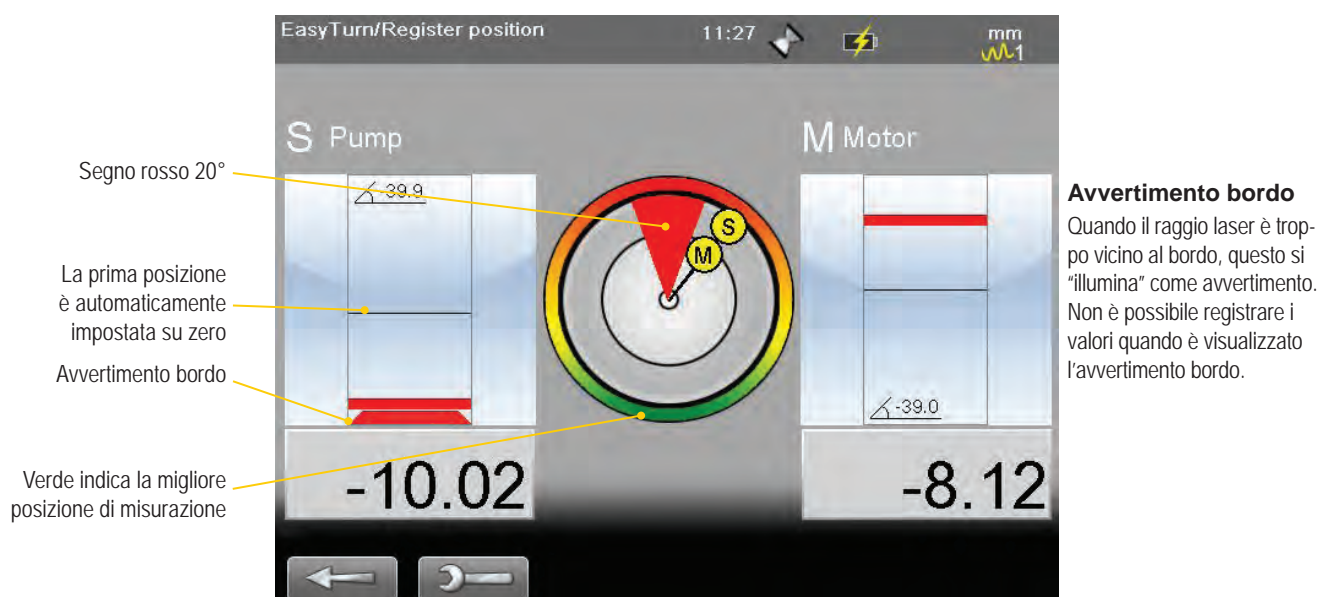 EasyTurn/Register position
11:27
mm
1
S Pump
M Motor
Segno rosso 20°
-39.9
S
M
La prima posizione
è automaticamente
impostata su zero
Avvertimento bordo
-39.0
Verde indica la migliore
posizione di misurazione
-10.02
-8.12
Avvertimento bordo
Quando il raggio laser è trop-
po vicino al bordo, questo si
“illumina” come avvertimento.
Non è possibile registrare i
valori quando è visualizzato
l’avvertimento bordo.